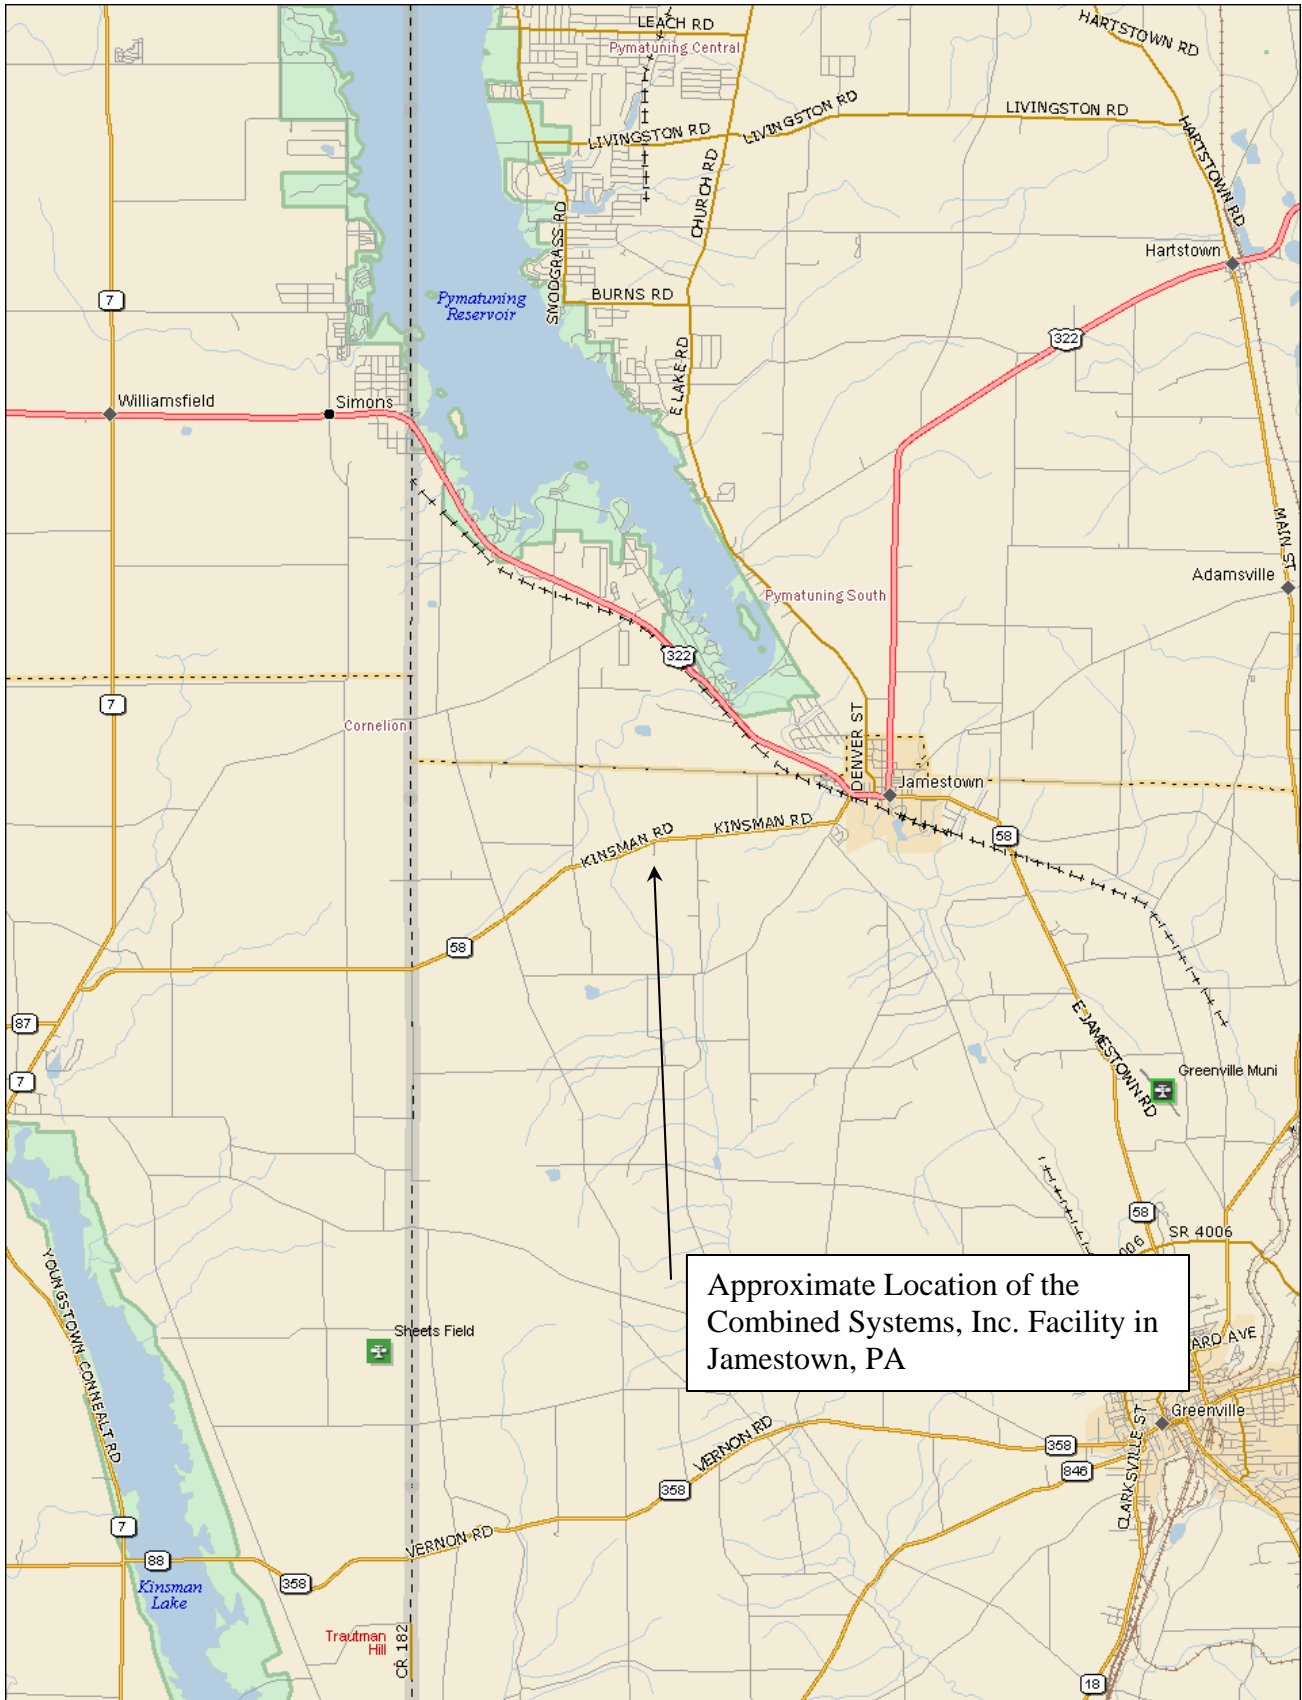 LEACH RD
Pymatuning Central
HARTSTOWN RD
LIVINGSTON RD
LIVINGSTON RD
LIVINGSTON RD
HARTSTOWN RD
CHURCH RD
SNODGRASS RD
Hartstown
7
Pymatuning
Reservoir
BURNS RD
322
E LAKE RD
Williamsfield
Simons
MAIN ST
Adamsville
Pymatuning South
322
7
Cornelion
DENVER ST
Jamestown
KINSMAN RD
KINSMAN RD
58
58
87
E JAMESTOWN RD
7
Greenville Muni
58
SR 4006
006
YOUNGSTOWN CONNEALT RD
Approximate Location of the
Combined Systems, Inc. Facility in
Jamestown, PA
Sheets Field
ARD AVE
Greenville
VERNON RD
358
846
CLARKSVILLE ST
358
7
VERNON RD
88
358
Kinsman
Lake
Trautman
Hill
CR 182
18